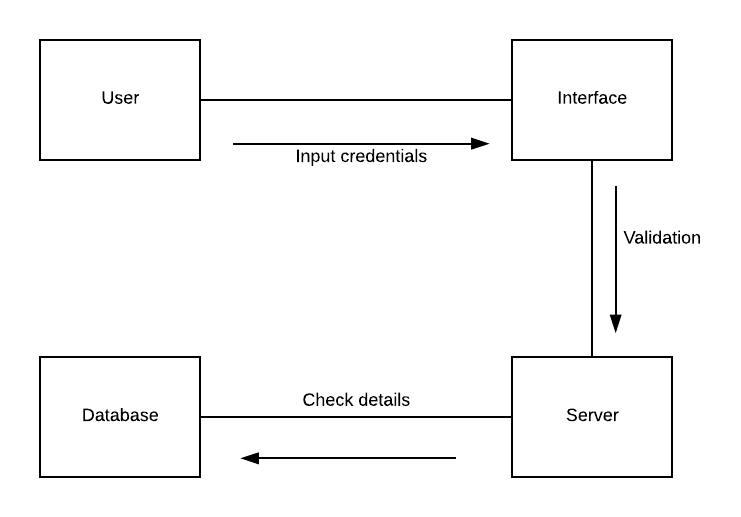 User
Interface
Input credentials
Validation
Check details
Database
Server